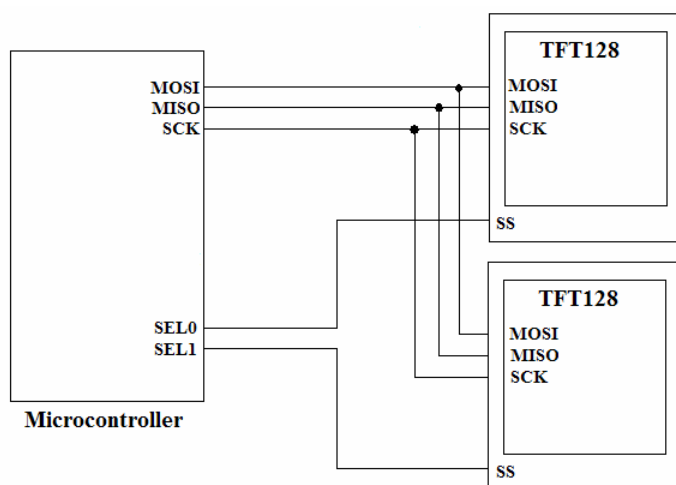 MOSI
MISO
SCK
SEL0
SEL1
Microcontroller
TFT128
MOSI
MISO
SCK
SS
TFT128
MOSI
MISO
SCK
SS